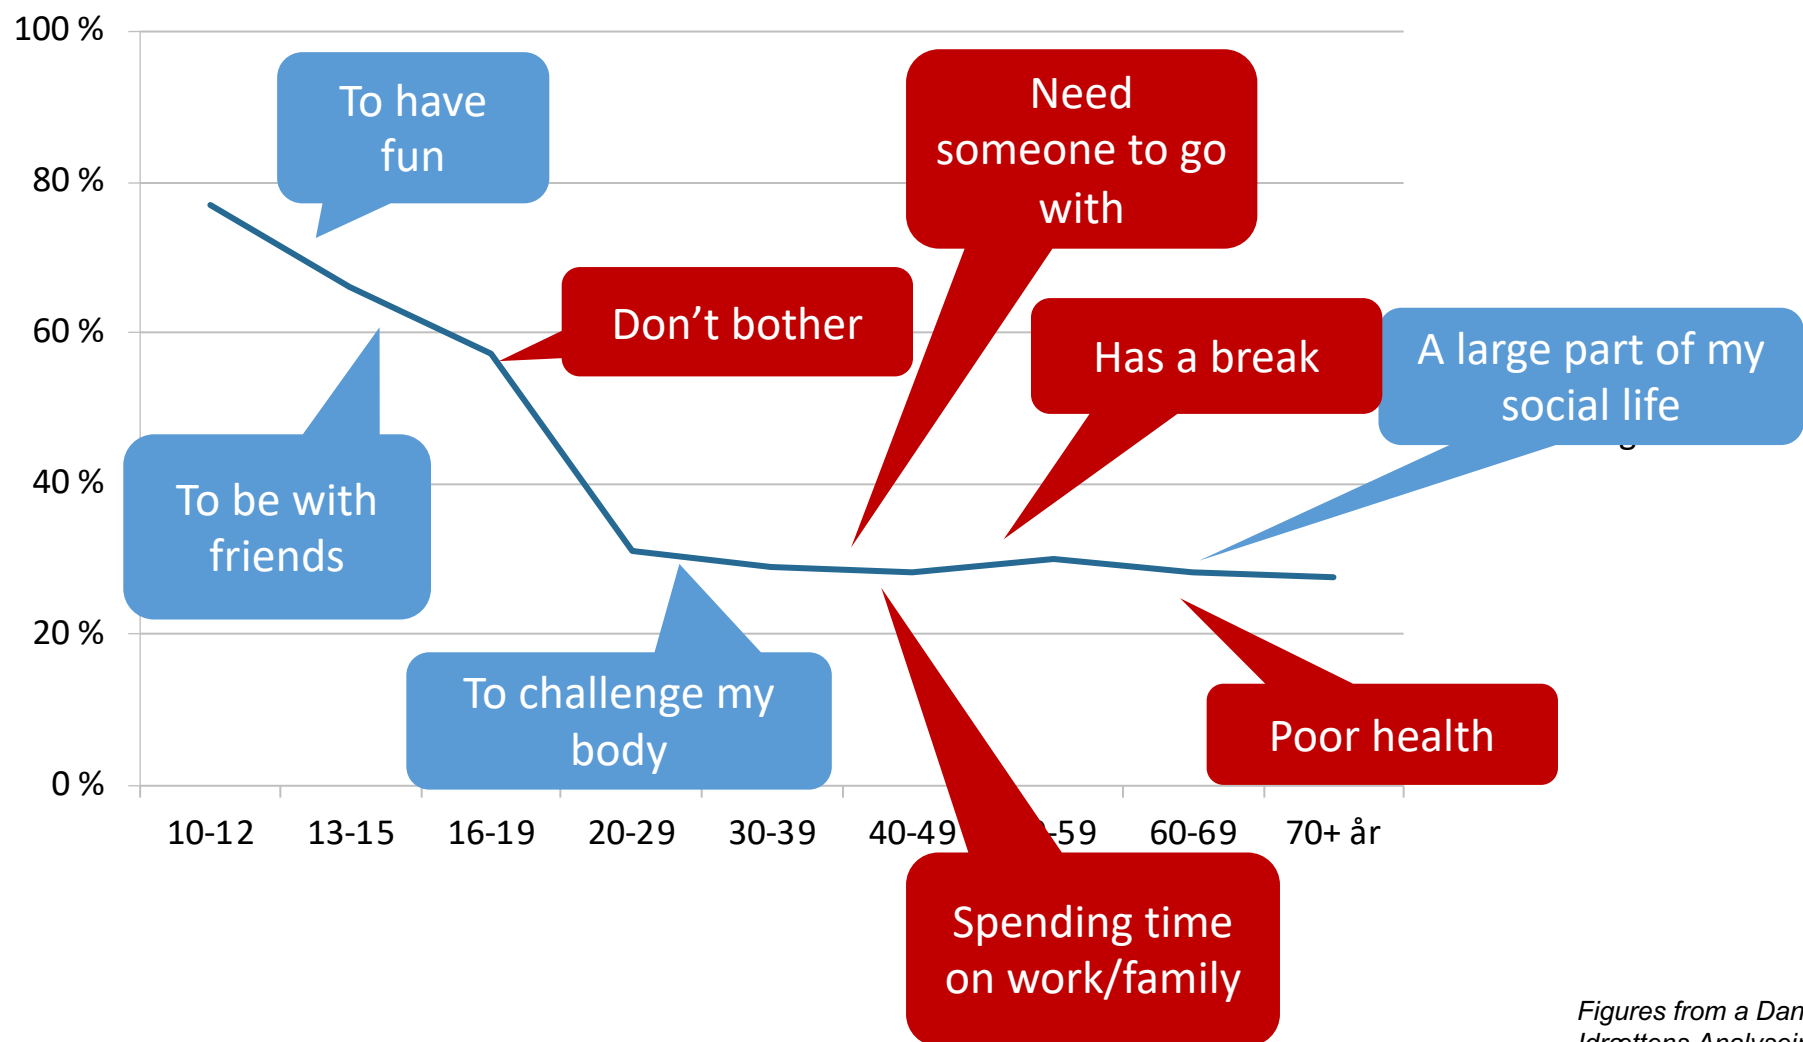 100 %
80 %
60 %
40 %
20 %
0 %
To have
fun
Need
someone to go
with
Don’t bother
Has a break
A large part of my
social life
To be with
friends
To challenge my
body
Poor health
10-12
13-15
16-19
20-29
30-39
40-49
-59
60-69
70+ år
Spending time
on work/family
Figures from a Dan
Idrættens